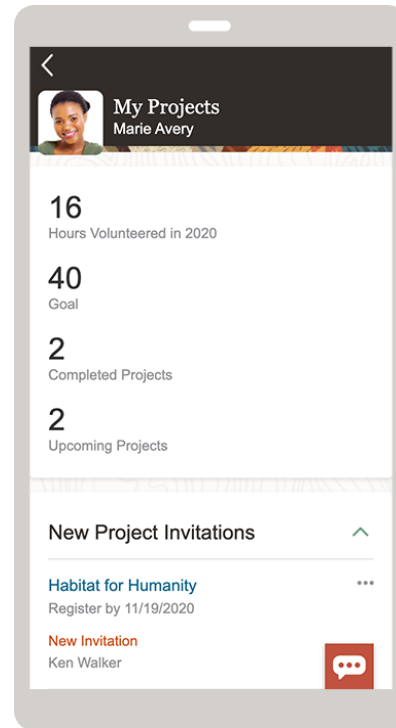 My Projects
Marie Avery
16
Hours Volunteered in 2020
40
Goal
2
Completed Projects
2
Upcoming Projects
New Project Invitations
Habitat for Humanity
Register by 11/19/2020
New Invitation
Ken Walker